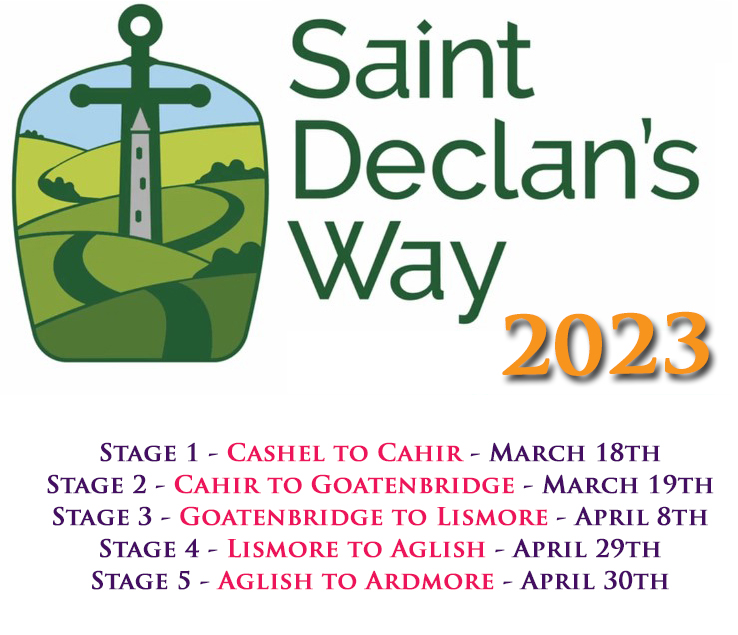 Saint
Declan's
Way
2023
Stage 1 - Cashel to Cahir - March 18th
Stage 2 - Cahir to Goatenbridge - March 19th
Stage 3 - Goatenbridge to Lismore - April 8th
Stage 4 - Lismore to Aglish - April 29th
Stage 5 - Aglish to Ardmore - April 30th